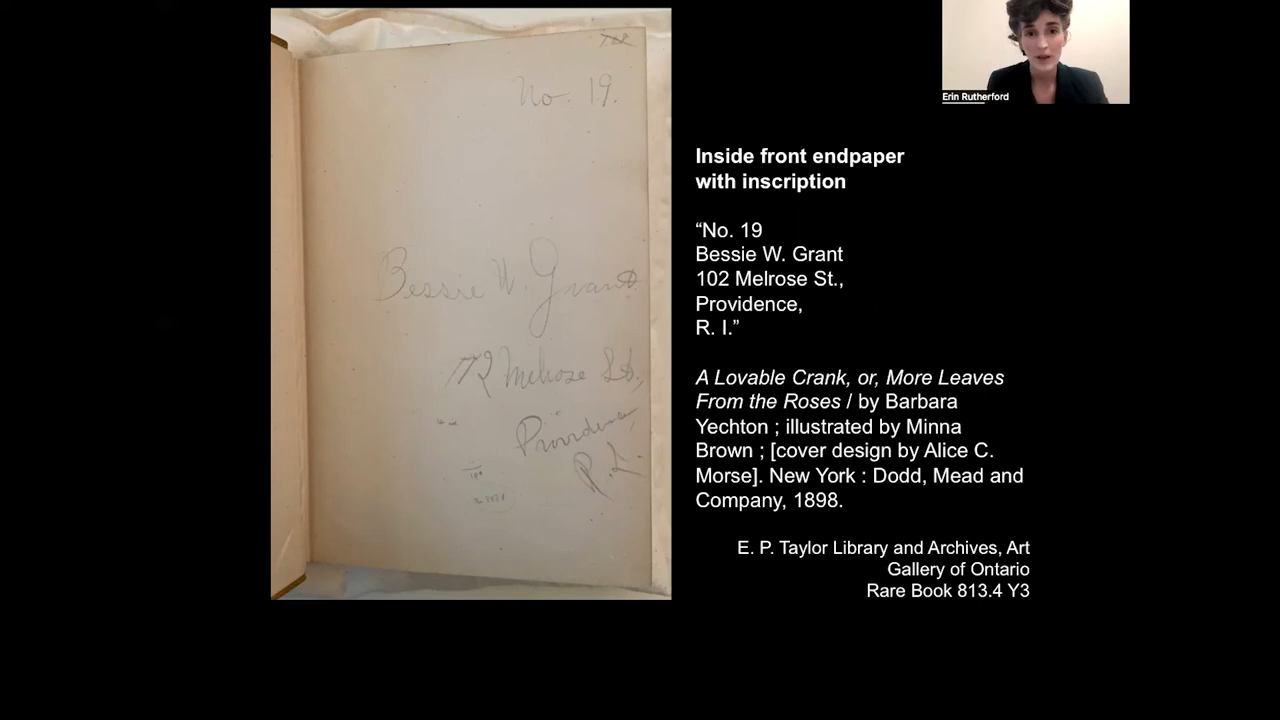 No. 19.
Bessie W. Grant
Melrose St.,
Providence,
R. I.
Erin Rutherford
Inside front endpaper
with inscription
“No. 19
Bessie W. Grant
102 Melrose St.,
Providence,
R. I.”
A Lovable Crank, or, More Leaves
From the Roses / by Barbara
Yechton ; illustrated by Minna
Brown ; [cover design by Alice C.
Morse]. New York : Dodd, Mead and
Company, 1898.
E. P. Taylor Library and Archives, Art
Gallery of Ontario
Rare Book 813.4 Y3